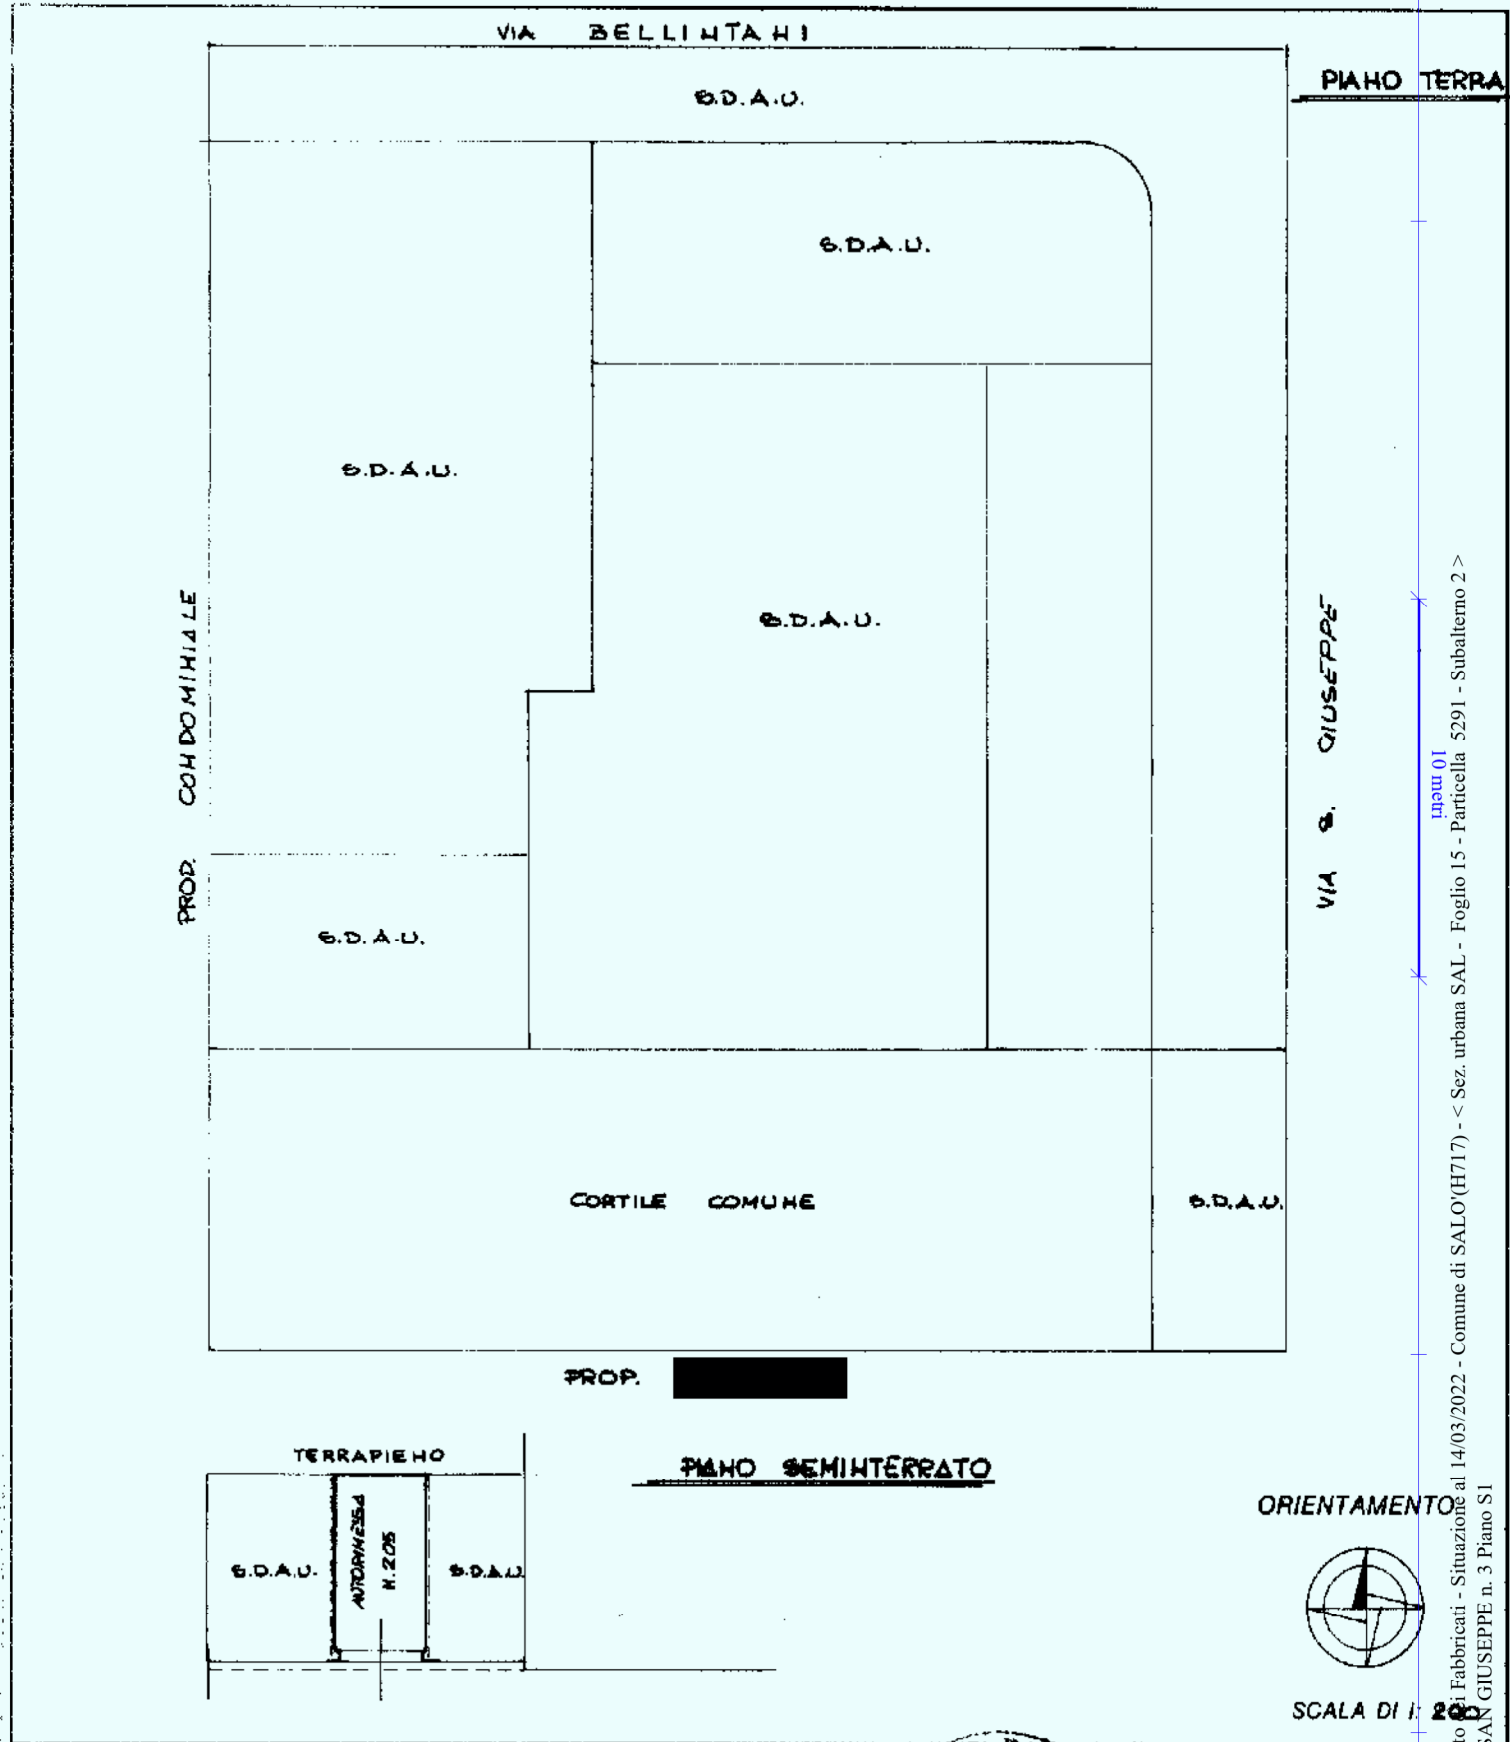 VIA BELLINTANI
PIANO TERRA
S.D.A.U.
S.D.A.U.
S.D.A.U.
S.D.A.U.
S.D.A.U.
PROD. CONDOMINIALE
VIA S. GIUSEPPE
10 metri
CORTILE COMUNE
S.D.A.U.
PROP.
TERRAPIENO
PIANO SEMINTERRATO
S.D.A.U.
AUTORIMESSA
N. 205
S.D.A.U.
ORIENTAMENTO
SCALA DI 1: 200
Fabbricati - Situazione al 14/03/2022 - Comune di SALO'(H717) - < Sez. urbana SAL - Foglio 15 - Particella 5291 - Subalterno 2 >
SAN GIUSEPPE n. 3 Piano S1